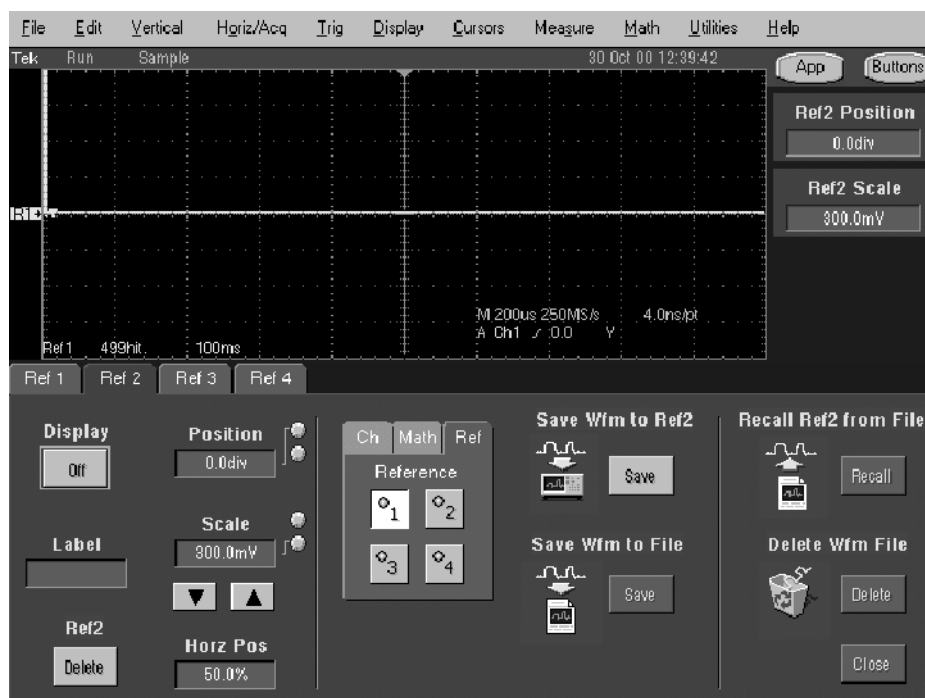 File Edit Vertical Horiz/Acq Trig Display Cursors Measure Math Utilities Help
Tek Run Sample 30 Oct 00 12:39:42
App Buttons
Ref2 Position
0.0div
Ref2 Scale
300.0mV
R1
M 200us 250MS/s 4.0ns/pt
A Ch1 0.0 Y
Ref1 499hit 100ms
Ref 1 Ref 2 Ref 3 Ref 4
Display
Off
Label
Ref2
Delete
Position
0.0div
Scale
300.0mV
Horz Pos
50.0%
Ch Math Ref
Reference
1 2
3 4
Save Wfm to Ref2
Save
Save Wfm to File
Save
Recall Ref2 from File
Recall
Delete Wfm File
Delete
Close